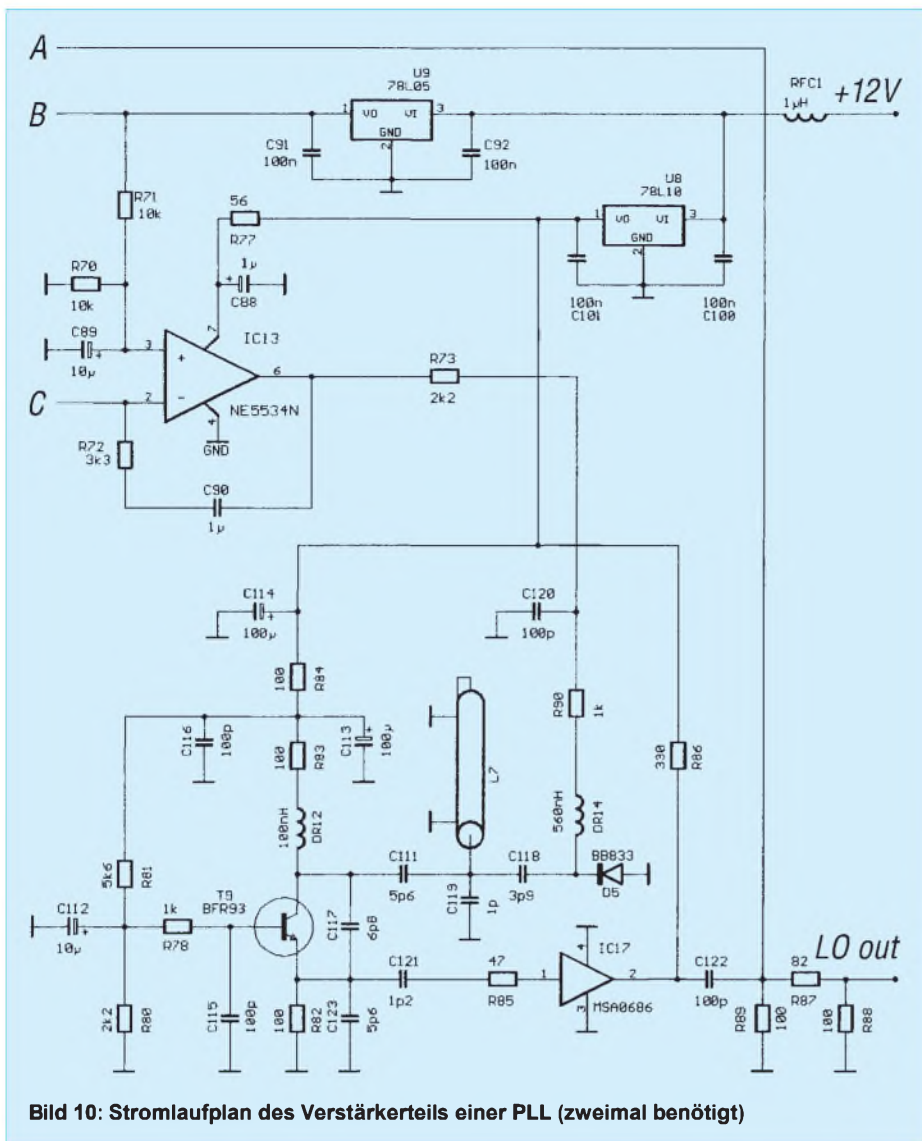 A
U9
78L05
RFC1
1µH
+12V
B
1
VO
VI
3
GND
2
C91
100n
C92
100n
U8
78L10
R71
10k
56
R77
1
VO
VI
3
GND
2
R70
10k
1µ
+
C88
100n
C101
100n
C100
C89
10µ
+
7
IC13
3
+
6
R73
2k2
C
2
-
NE5534N
4
GND
R72
3k3
C90
1µ
C114
+
100µ
C120
100p
100
R84
R90
1k
C116
100p
100
R93
C113
+
100µ
L7
330
R86
100nH
DR12
560nH
DR14
BB833
D5
5k6
R81
C111
5p6
C118
3p9
C119
1p
C112
+
10µ
1k
R78
T9
BFR93
C117
6p8
IC17
4
LO out
C121
1p2
47
R85
1
2
C122
100p
82
R87
2k2
R80
C115
100p
100
R82
C123
5p6
3
MSA0686
R89
100
100
R88
Bild 10: Stromlaufplan des Verstärkerteils einer PLL (zweimal benötigt)